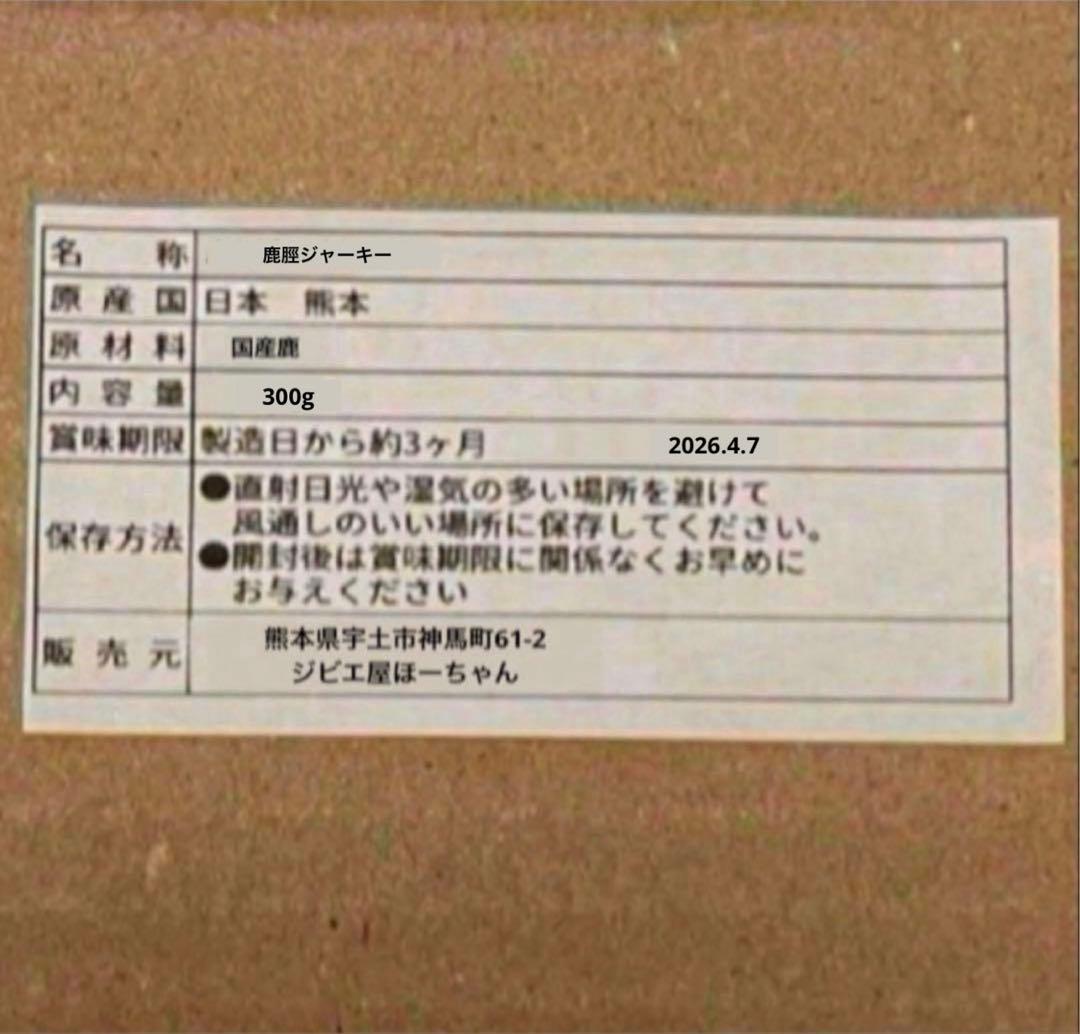 名称 鹿脛ジャーキー
原産国 日本 熊本
原材料 国産鹿
内容量 300g
賞味期限 製造日から約3ヶ月 2026.4.7
保存方法 ●直射日光や湿気の多い場所を避けて
風通しのいい場所に保存してください。
●開封後は賞味期限に関係なくお早めに
お与えください
販売元 熊本県宇土市神馬町61-2
ジビエ屋ほーちゃん